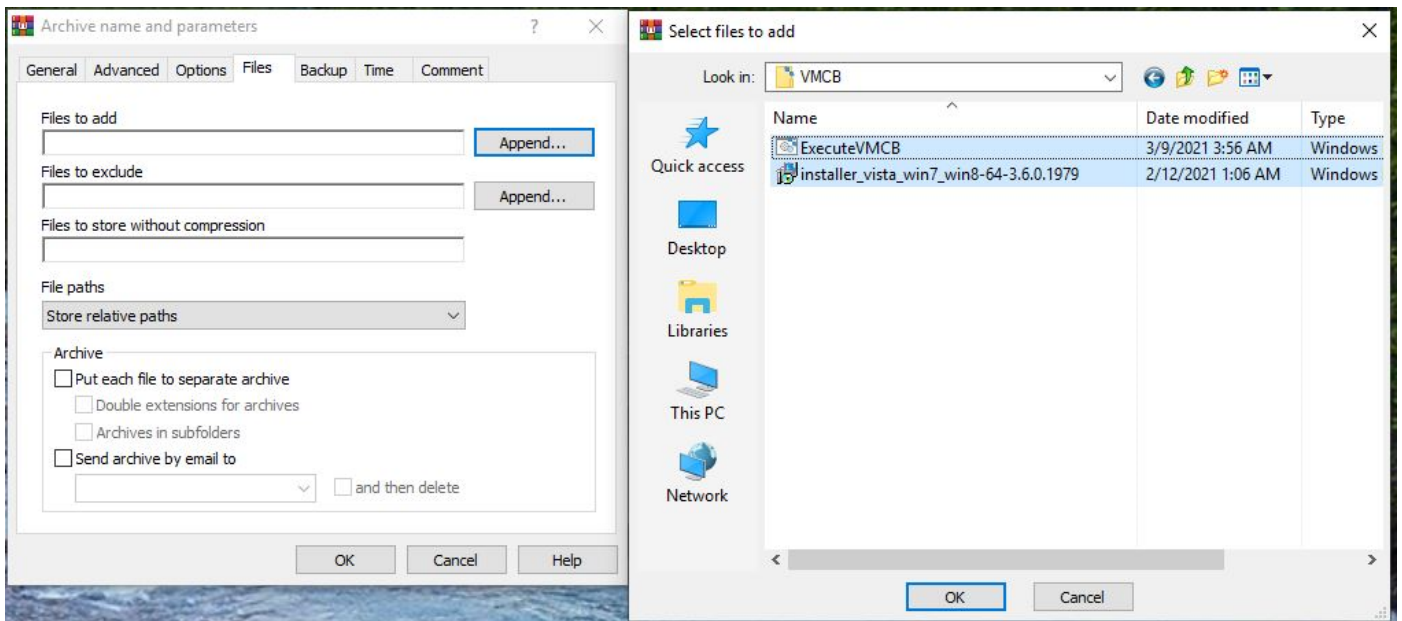 Archive name and parameters
General Advanced Options Files Backup Time Comment
Files to add
Append...
Files to exclude
Append...
Files to store without compression
File paths
Store relative paths
Archive
Put each file to separate archive
Double extensions for archives
Archives in subfolders
Send archive by email to
and then delete
OK Cancel Help
Select files to add
Look in: VMCB
Name Date modified Type
ExecuteVMCB 3/9/2021 3:56 AM Windows
installer_vista_win7_win8-64-3.6.0.1979 2/12/2021 1:06 AM Windows
Quick access
Desktop
Libraries
This PC
Network
OK Cancel